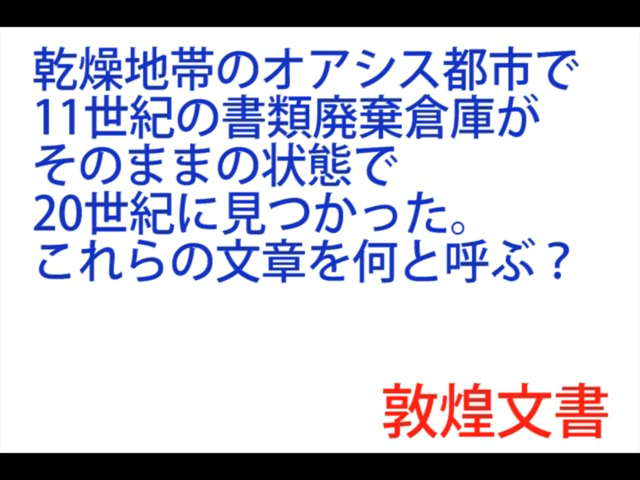 乾燥地帯のオアシス都市で
11世紀の書類廃棄倉庫が
そのままの状態で
20世紀に見つかった。
これらの文章を何と呼ぶ？
敦煌文書